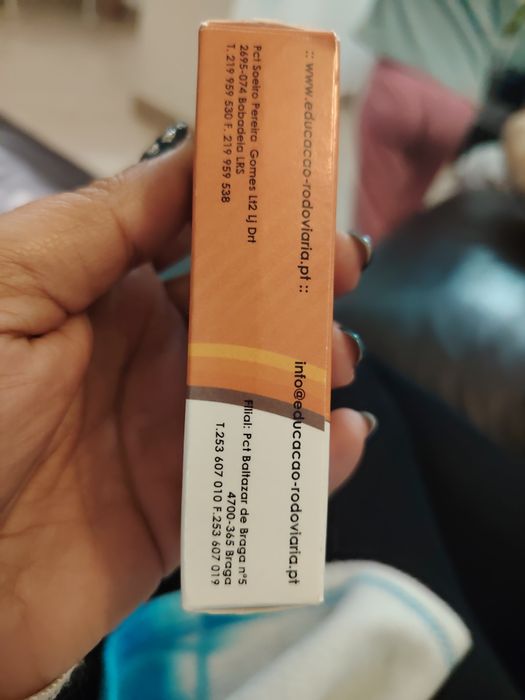 :: www.educacao-rodoviaria.pt ::
Pct Soeiro Pereira Gomes Lt2 Lj Drt
2695-074 Bobadela LRS
T. 219 959 530 F. 219 959 538
info@educacao-rodoviaria.pt
Filial: Pct Baltazar de Braga nº5
4700-365 Braga
T.253 607 010 F.253 607 019